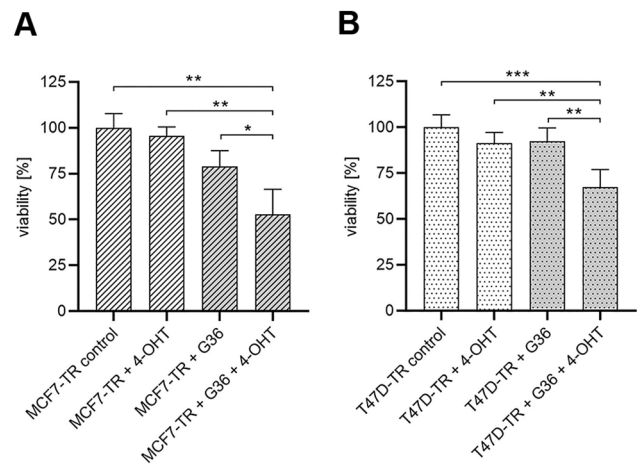 A
viability [%]
125
100
75
50
25
0
**
**
*
MCF7-TR control
MCF7-TR + 4-OHT
MCF7-TR + G36
MCF7-TR + G36 + 4-OHT
B
viability [%]
125
100
75
50
25
0
***
**
**
T47D-TR control
T47D-TR + 4-OHT
T47D-TR + G36
T47D-TR + G36 + 4-OHT